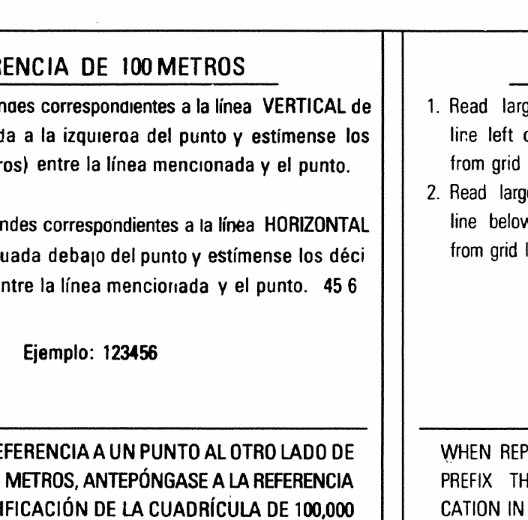 RENCIA DE 100 METROS
ndes correspondientes a la línea VERTICAL de
da a la izquierda del punto y estímense los
ros) entre la línea mencionada y el punto.
ndes correspondientes a la línea HORIZONTAL
uada debajo del punto y estímense los déci
ntre la línea mencionada y el punto. 45 6
Ejemplo: 123456
EFERENCIA A UN PUNTO AL OTRO LADO DE
METROS, ANTEPÓNGASE A LA REFERENCIA
IFICACIÓN DE LA CUADRÍCULA DE 100,000
1. Read larg
line left o
from grid
2. Read large
line below
from grid l
WHEN REP
PREFIX TH
CATION IN